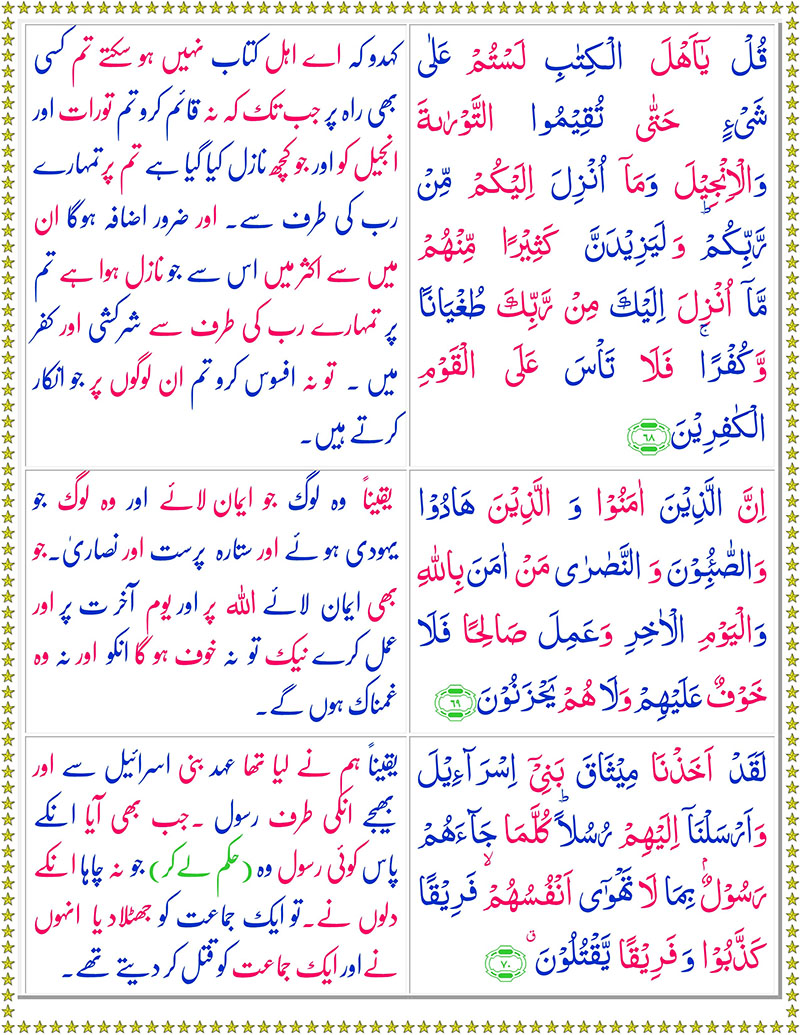 قُلْ يٰۤاَهْلَ الْكِتٰبِ لَسْتُمْ عَلٰى
شَيْءٍ حَتّٰى تُقِيْمُوا التَّوْرٰىةَ
وَالْاِنْجِيْلَ وَمَاۤ اُنْزِلَ اِلَيْكُمْ مِّنْ
رَّبِّكُمْ ؕ وَ لَيَزِيْدَنَّ كَثِيْرًا مِّنْهُمْ
مَّاۤ اُنْزِلَ اِلَيْكَ مِنْ رَّبِّكَ طُغْيَانًا
وَّ كُفْرًا ۚ فَلَا تَاْسَ عَلَى الْقَوْمِ
الْكٰفِرِيْنَ ﴿۶۸﴾
کہدو کہ اے اھل کتاب نہیں ہو سکتے تم کسی
بھی راہ پر جب تک کہ نہ قائم کرو تم تورات اور
انجیل کو اور جو کچھ نازل کیا گیا ہے تم پر تمہارے
رب کی طرف سے۔ اور ضرور اضافہ ہوگا ان
میں سے اکثر میں اس سے جو نازل ہوا ہے تم
پر تمہارے رب کی طرف سے شرکشی اور کفر
میں ۔ تو نہ افسوس کرو تم ان لوگوں پر جو انکار
کرتے ہیں۔
اِنَّ الَّذِيْنَ اٰمَنُوْا وَ الَّذِيْنَ هَادُوْا
وَالصّٰبِـُٔوْنَ وَ النَّصٰرٰى مَنْ اٰمَنَ بِاللّٰهِ
وَالْيَوْمِ الْاٰخِرِ وَعَمِلَ صَالِحًا فَلَا
خَوْفٌ عَلَيْهِمْ وَلَا هُمْ يَحْزَنُوْنَ ﴿۶۹﴾
یقیناً وہ لوگ جو ایمان لائے اور وہ لوگ جو
یہودی ہوئے اور ستارہ پرست اور نصاریٰ۔ جو
بھی ایمان لائے اللہ پر اور یوم آخرت پر اور
عمل کرے نیک تو نہ خوف ہو گا انکو اور نہ وہ
غمناک ہوں گے۔
لَقَدْ اَخَذْنَا مِيْثَاقَ بَنِيْۤ اِسْرَآءِيْلَ
وَاَرْسَلْنَاۤ اِلَيْهِمْ رُسُلًا ؕ كُلَّمَا جَآءَهُمْ
رَسُوْلٌۢ بِمَا لَا تَهْوٰۤى اَنْفُسُهُمْ ۙ فَرِيْقًا
كَذَّبُوْا وَ فَرِيْقًا يَّقْتُلُوْنَ ۗ ﴿۷۰﴾
یقیناً ہم نے لیا تھا عہد بنی اسرائیل سے اور
بھیجے انکی طرف رسول ۔ جب بھی آیا انکے
پاس کوئی رسول وہ (حکم لے کر) جو نہ چاہا انکے
دلوں نے۔ تو ایک جماعت کو جھٹلا دیا انہوں
نے اور ایک جماعت کو قتل کر دیتے تھے۔